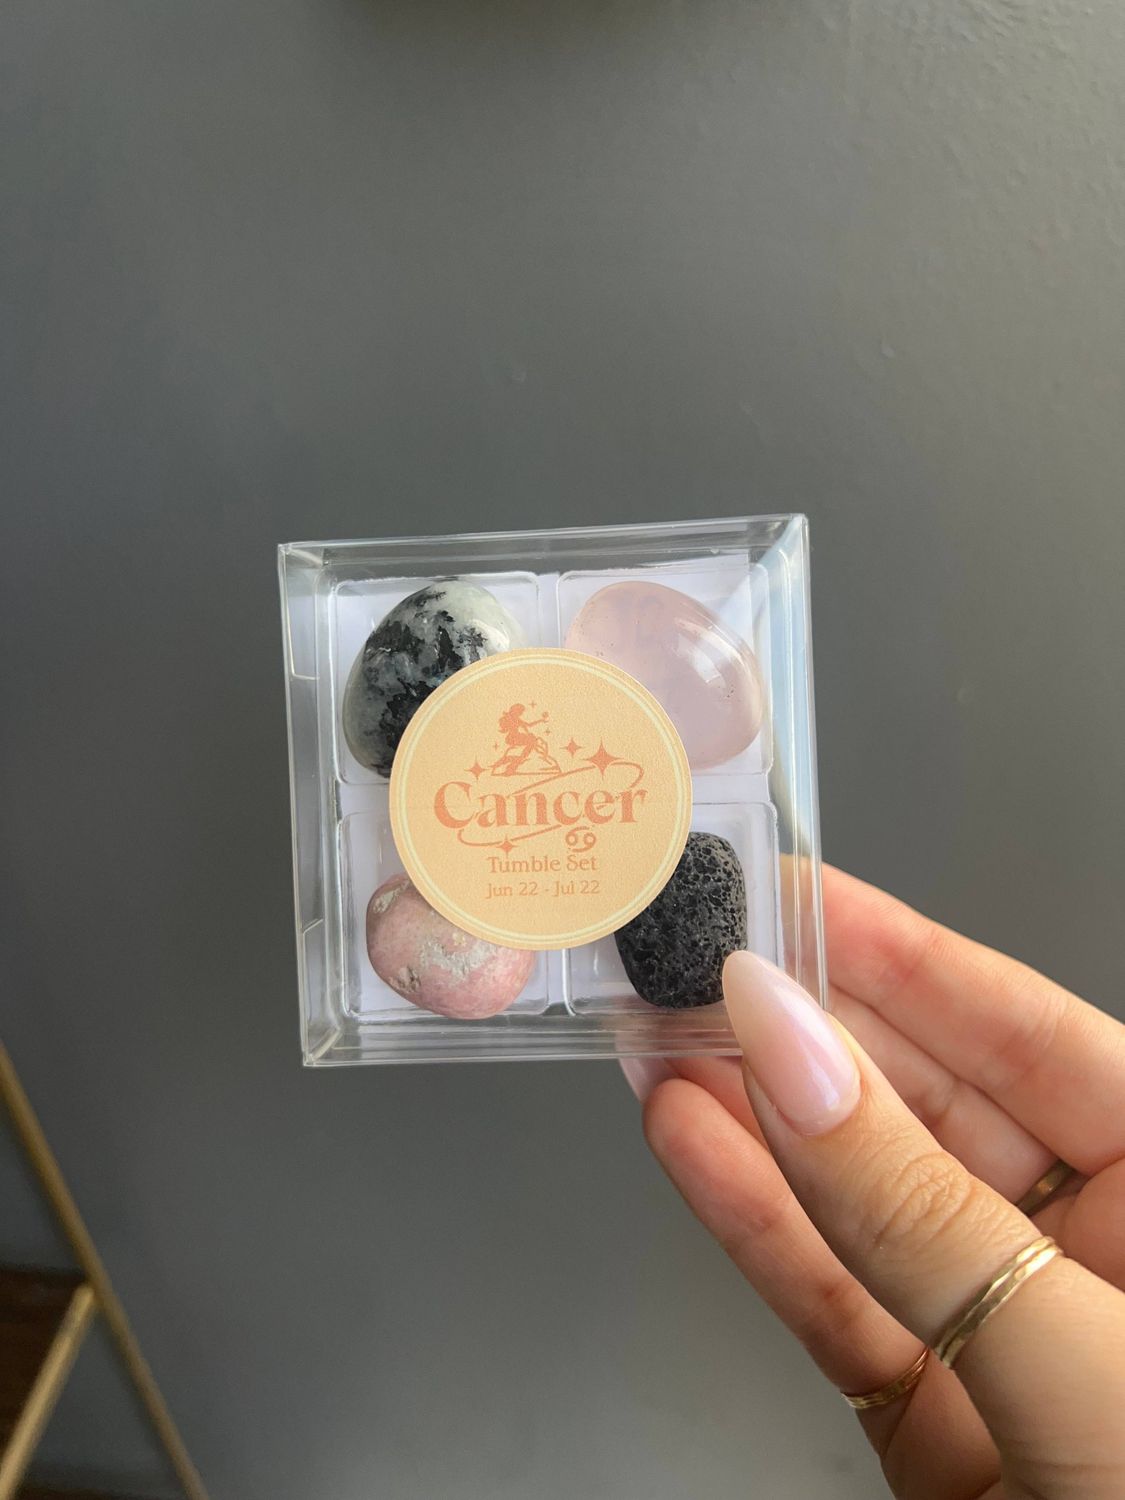 Cancer
♋
Tumble Set
Jun 22 - Jul 22